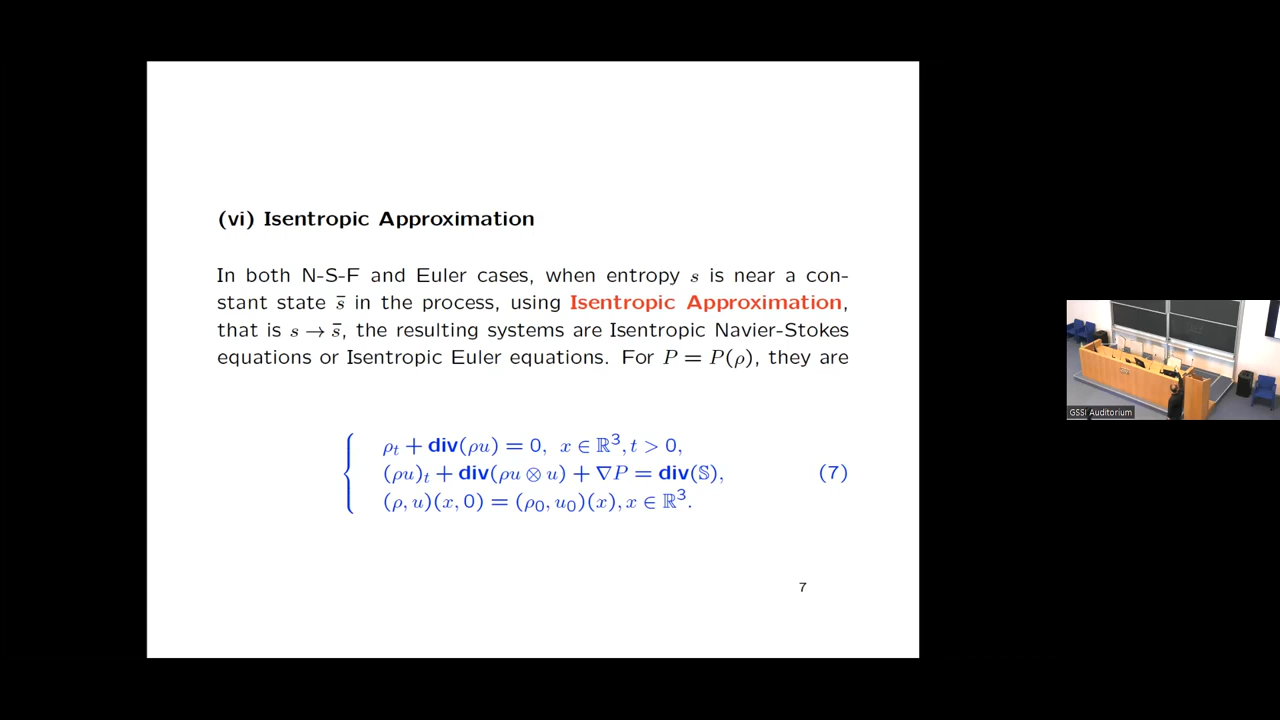 (vi) Isentropic Approximation
In both N-S-F and Euler cases, when entropy s is near a con-
stant state s̄ in the process, using Isentropic Approximation,
that is s → s̄, the resulting systems are Isentropic Navier-Stokes
equations or Isentropic Euler equations. For P = P(ρ), they are
ρₜ + div(ρu) = 0, x ∈ ℝ³, t > 0,
(ρu)ₜ + div(ρu ⊗ u) + ∇P = div(𝕊), (7)
(ρ, u)(x, 0) = (ρ₀, u₀)(x), x ∈ ℝ³.
7
GSSI Auditorium